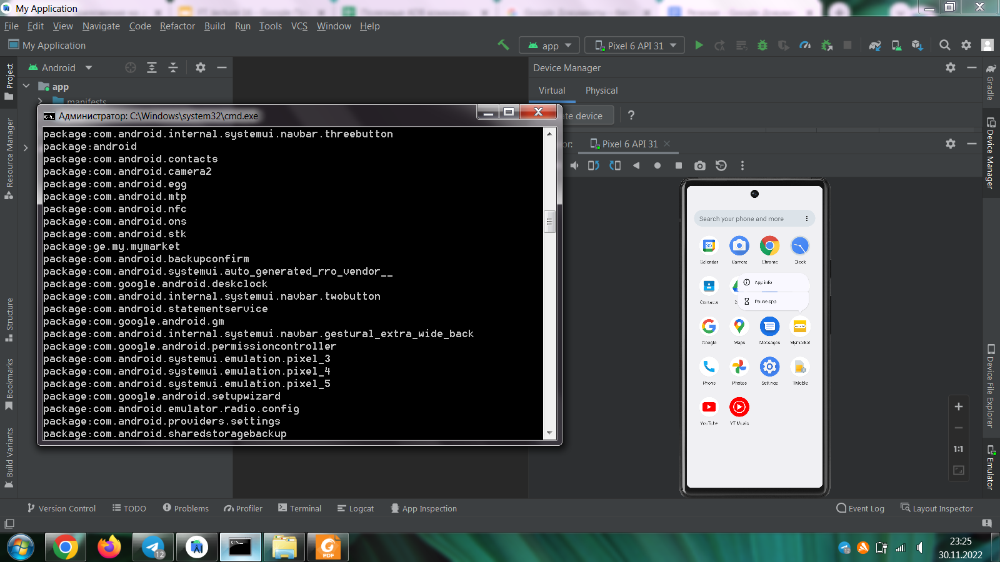 My Application
File Edit View Navigate Code Refactor Build Run Tools VCS Window Help
My Application
app
Pixel 6 API 31
Project
Resource Manager
Structure
Bookmarks
Build Variants
Android
app
manifests
Администратор: C:\Windows\system32\cmd.exe
package:com.android.internal.systemui.navbar.threebutton
package:android
package:com.android.contacts
package:com.android.camera2
package:com.android.egg
package:com.android.mtp
package:com.android.nfc
package:com.android.ons
package:com.android.stk
package:ge.my.mymarket
package:com.android.backupconfirm
package:com.android.systemui.auto_generated_rro_vendor__
package:com.google.android.deskclock
package:com.android.internal.systemui.navbar.twobutton
package:com.android.statementservice
package:com.google.android.gm
package:com.android.internal.systemui.navbar.gestural_extra_wide_back
package:com.google.android.permissioncontroller
package:com.android.systemui.emulation.pixel_3
package:com.android.systemui.emulation.pixel_4
package:com.android.systemui.emulation.pixel_5
package:com.google.android.setupwizard
package:com.android.emulator.radio.config
package:com.android.providers.settings
package:com.android.sharedstoragebackup
Device Manager
Virtual Physical
te device ?
or: Pixel 6 API 31
Search your phone and more
30
Calendar Camera Chrome Clock
App info
Contacts
Pause app
Google Maps Messages Mymarket
Phone Photos Settings TMoble
YouTube YT Music
1:1
Gradle
Device Manager
Device File Explorer
Emulator
Version Control TODO Problems Profiler Terminal Logcat App Inspection Event Log Layout Inspector
12
PDF
12
23:25
30.11.2022